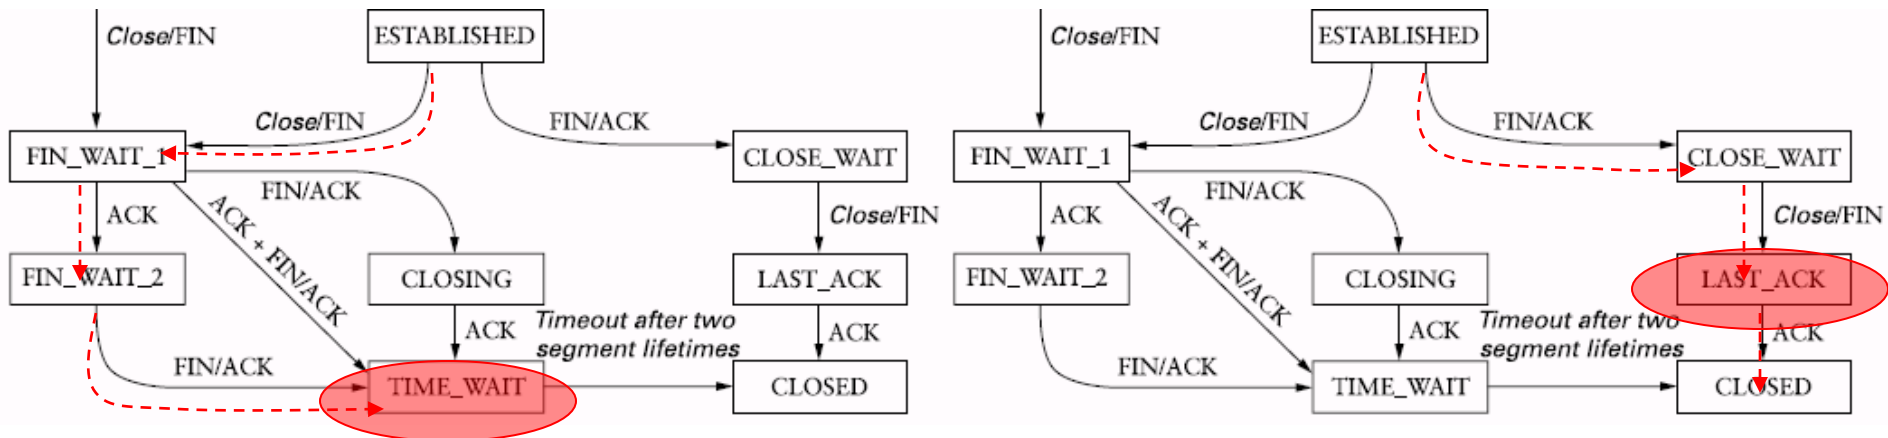 Close/FIN
ESTABLISHED
Close/FIN
FIN/ACK
FIN_WAIT_1
CLOSE_WAIT
FIN/ACK
ACK
ACK + FIN/ACK
Close/FIN
FIN_WAIT_2
CLOSING
LAST_ACK
ACK
Timeout after two
segment lifetimes
ACK
FIN/ACK
TIME_WAIT
CLOSED
Close/FIN
ESTABLISHED
Close/FIN
FIN/ACK
FIN_WAIT_1
CLOSE_WAIT
FIN/ACK
ACK
ACK + FIN/ACK
Close/FIN
FIN_WAIT_2
CLOSING
LAST_ACK
ACK
Timeout after two
segment lifetimes
ACK
FIN/ACK
TIME_WAIT
CLOSED